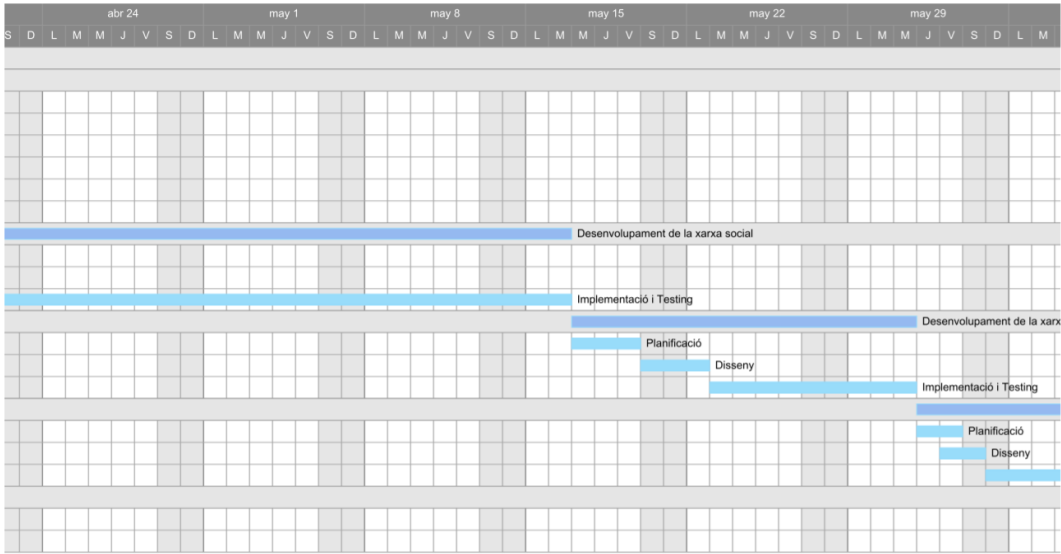 abr 24 may 1 may 8 may 15 may 22 may 29
S D L M M J V S D L M M J V S D L M M J V S D L M M J V S D L M M J V S D L M M J V S D L M
Desenvolupament de la xarxa social
Implementació i Testing
Desenvolupament de la xarx
Planificació
Disseny
Implementació i Testing
Planificació
Disseny